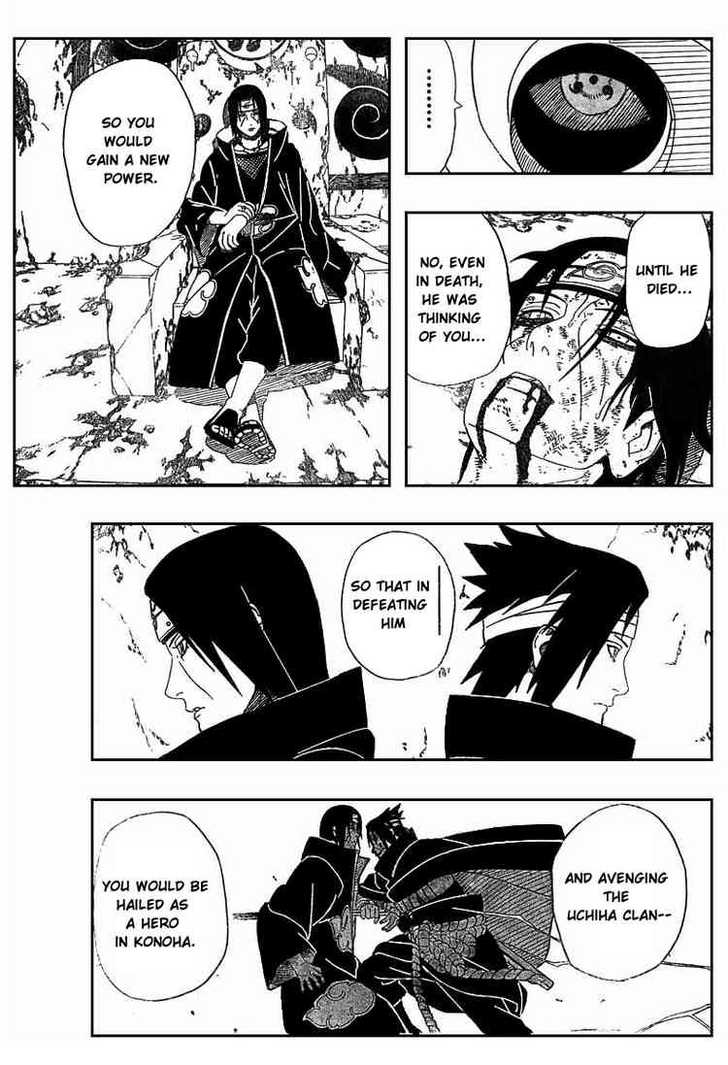 ..........
UNTIL HE
DIED...
NO, EVEN
IN DEATH,
HE WAS
THINKING
OF YOU...
SO YOU
WOULD
GAIN A NEW
POWER.
SO THAT IN
DEFEATING
HIM
AND AVENGING
THE
UCHIHA CLAN--
YOU WOULD BE
HAILED AS
A HERO
IN KONOHA.